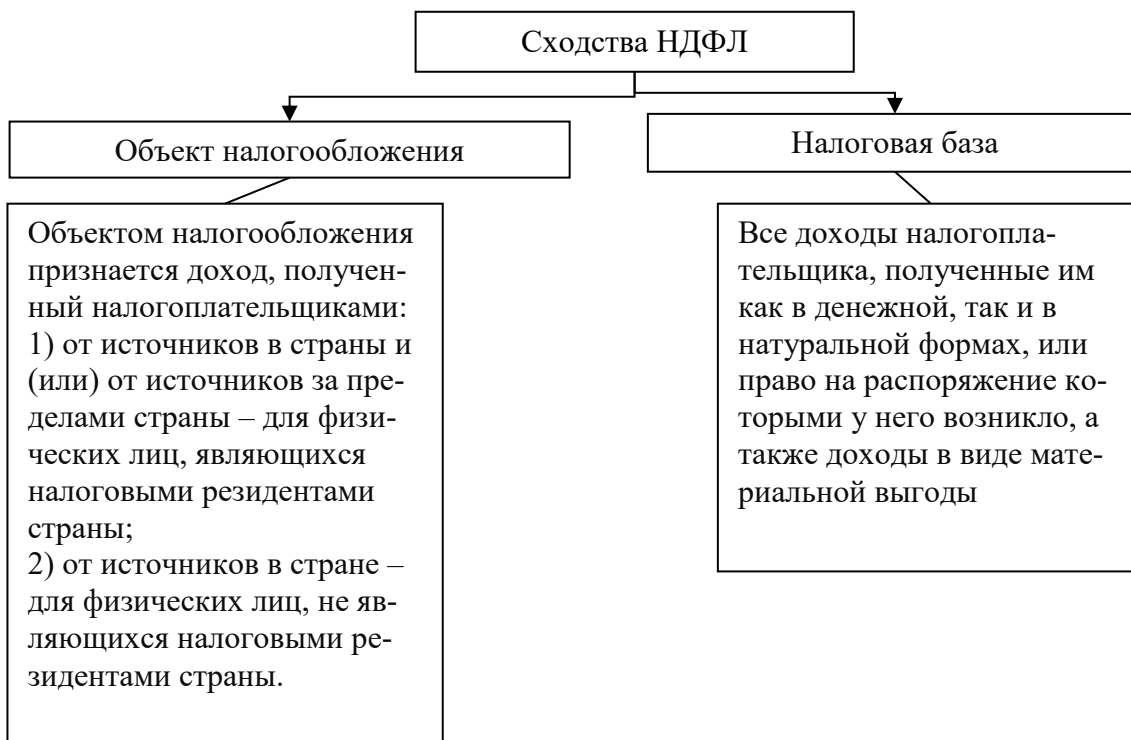 Сходства НДФЛ
Объект налогообложения
Налоговая база
Объектом налогообложения
признается доход, получен-
ный налогоплательщиками:
1) от источников в страны и
(или) от источников за пре-
делами страны – для физи-
ческих лиц, являющихся
налоговыми резидентами
страны;
2) от источников в стране –
для физических лиц, не яв-
ляющихся налоговыми ре-
зидентами страны.
Все доходы налогопла-
тельщика, полученные им
как в денежной, так и в
натуральной формах, или
право на распоряжение ко-
торыми у него возникло, а
также доходы в виде мате-
риальной выгоды